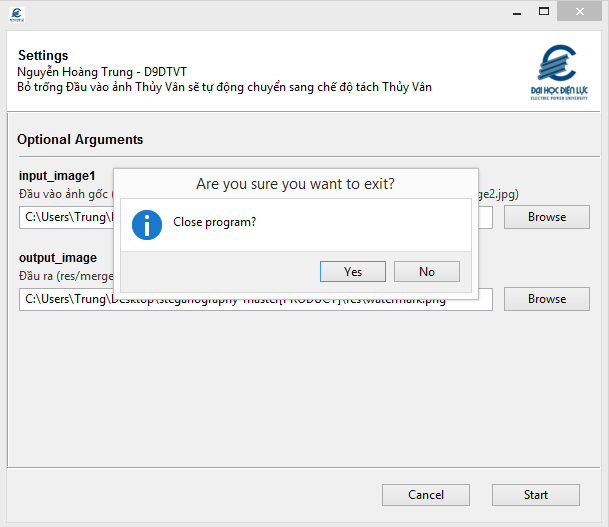 Settings
Nguyễn Hoàng Trung - D9DTVT
Bỏ trống Đầu vào ảnh Thủy Vân sẽ tự động chuyển sang chế độ tách Thủy Vân
ĐẠI HỌC ĐIỆN LỰC
ELECTRIC POWER UNIVERSITY
Optional Arguments
input_image1
Đầu vào ảnh gốc
ge2.jpg)
C:\Users\Trung\
Browse
Are you sure you want to exit?
Close program?
Yes
No
output_image
Đầu ra (res/merge
C:\Users\Trung\Desktop\steganography-master[PRODUCT]\res\watermark.png
Browse
Cancel
Start